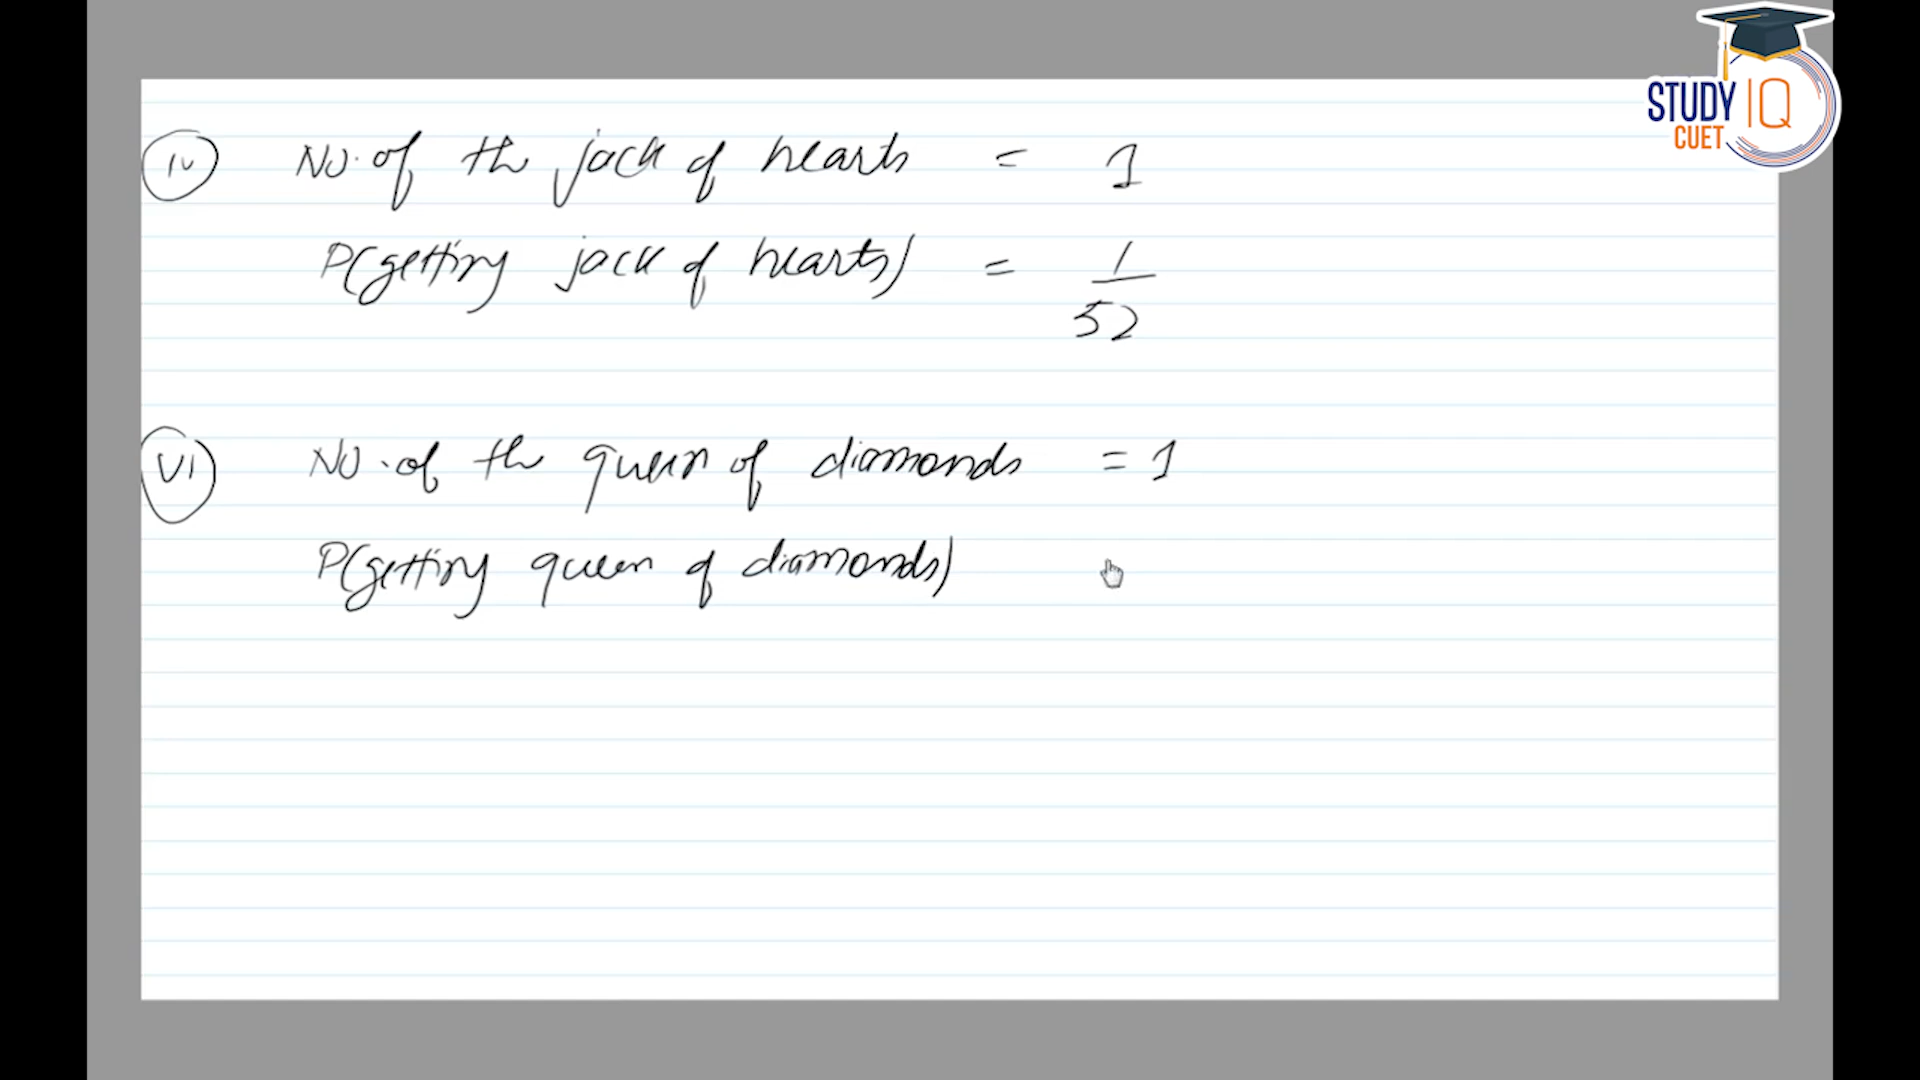 STUDY IQ
CUET
iv No. of the jack of hearts = 1
P(getting jack of hearts) = 1/52
vi No. of the queen of diamonds = 1
P(getting queen of diamonds)